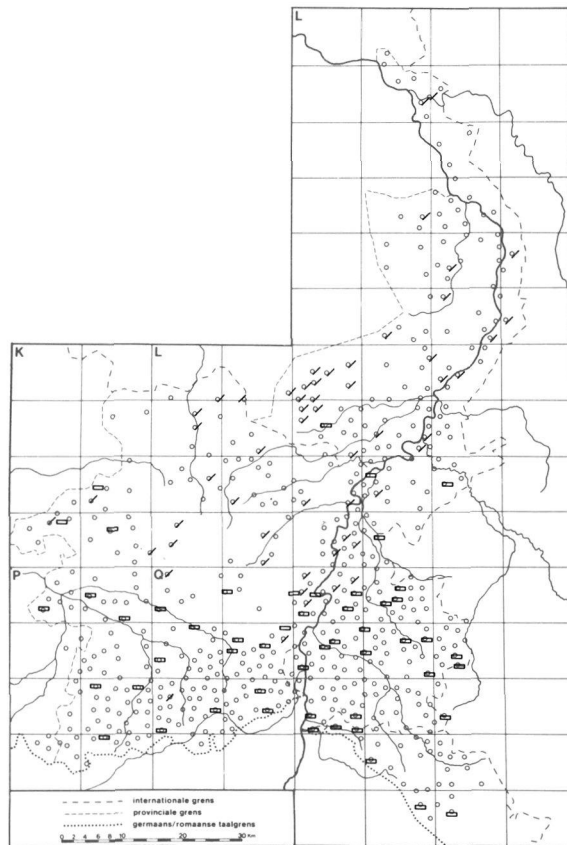 L
K L
P Q
internationale grens
provinciale grens
germaans/romaanse taalgrens
0 2 4 6 8 10 20 30 Km